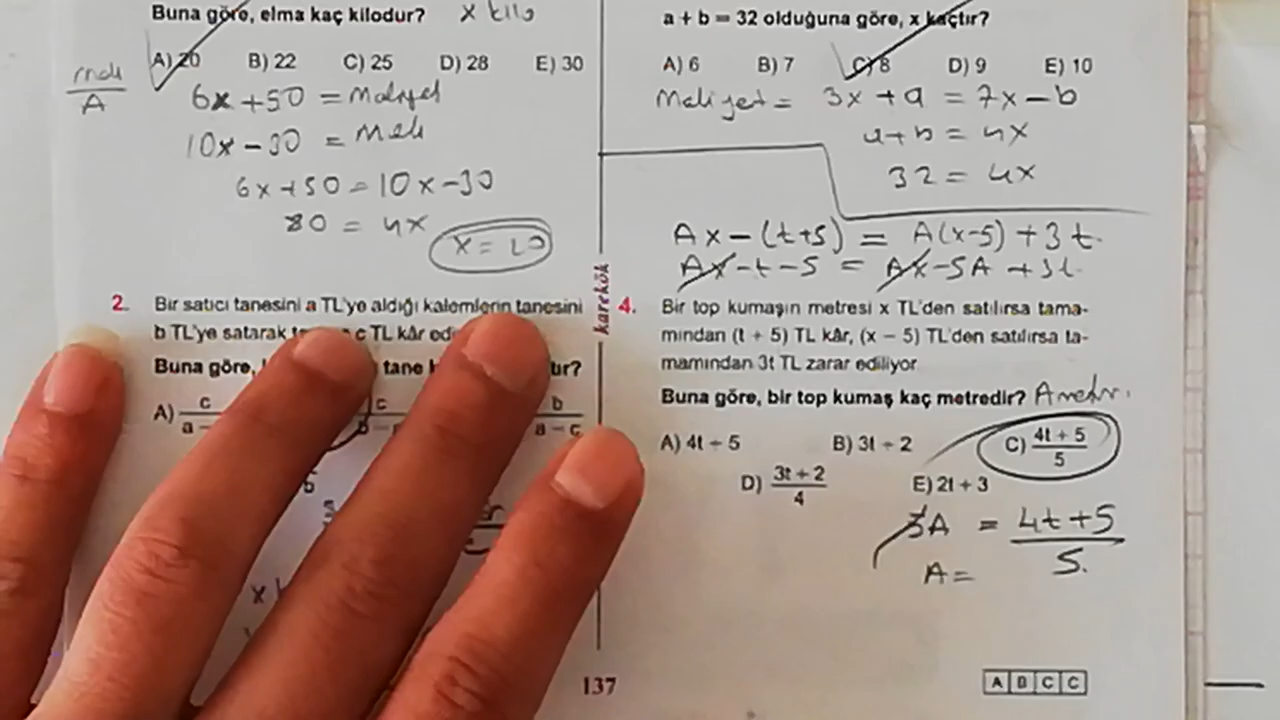 Buna göre, elma kaç kilodur? x kilo
A) 20 B) 22 C) 25 D) 28 E) 30
A
6x + 50 = Maliyet
10x - 30 = Mali
6x + 50 = 10x - 30
80 = 4x
x = 20
2. Bir satıcı tanesini a TL'ye aldığı kalemlerin tanesini
b TL'ye satarak c TL kâr
Buna göre, tane
A) c
b
a - c
a + b = 32 olduğuna göre, x kaçtır?
A) 6 B) 7 C) 8 D) 9 E) 10
Maliyet = 3x + a = 7x - b
a + b = 4x
32 = 4x
Ax - (t+5) = A(x-5) + 3t
Ax - t - 5 = Ax - 5A + 3t
karekök
4. Bir top kumaşın metresi x TL'den satılırsa tama-
mından (t + 5) TL kâr, (x – 5) TL'den satılırsa ta-
mamından 3t TL zarar ediliyor
Buna göre, bir top kumaş kaç metredir? A metre
A) 4t + 5 B) 3t + 2 C) 4t + 5 / 5
D) 3t + 2 / 4 E) 2t + 3
5A = 4t + 5
A = 5
137
A B C C